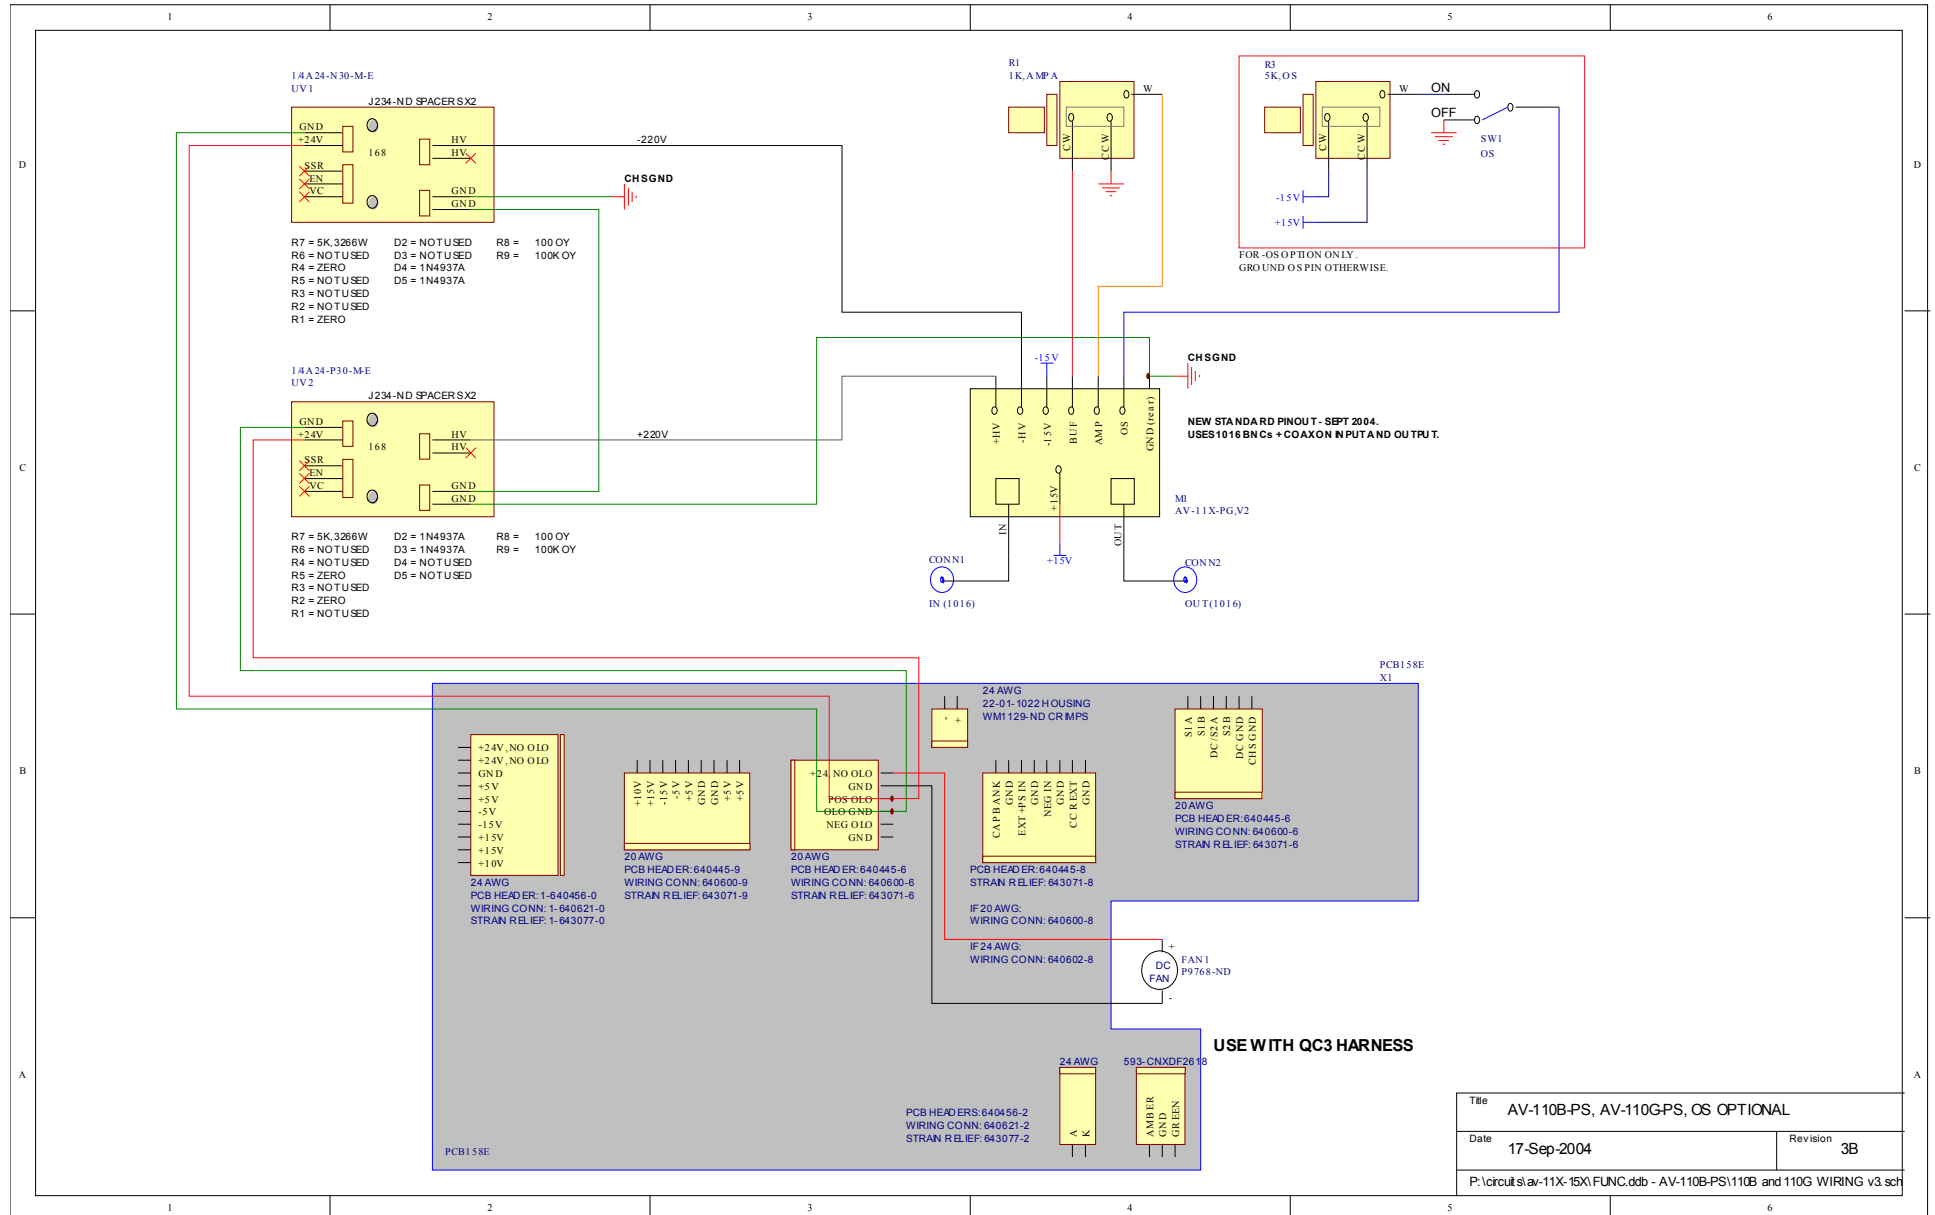 1 2 3 4 5 6
D
C
B
A
1/4A24-N30-M-E
UV1
J234-ND SPACERS X2
GND
+24V
168
SSR
EN
VC
HV
HV
GND
GND
-220V
CHSGND
R7 = 5K, 3266W D2 = NOT USED R8 = 100 OY
R6 = NOT USED D3 = NOT USED R9 = 100K OY
R4 = ZERO D4 = 1N4937A
R5 = NOT USED D5 = 1N4937A
R3 = NOT USED
R2 = NOT USED
R1 = ZERO
1/4A24-P30-M-E
UV2
J234-ND SPACERS X2
GND
+24V
168
SSR
EN
VC
HV
HV
GND
GND
+220V
R7 = 5K, 3266W D2 = 1N4937A R8 = 100 OY
R6 = NOT USED D3 = 1N4937A R9 = 100K OY
R4 = NOT USED D4 = NOT USED
R5 = ZERO D5 = NOT USED
R3 = NOT USED
R2 = ZERO
R1 = NOT USED
R1
1K, AMP A
W
CW
CCW
R3
5K, OS
W
CW
CCW
ON
OFF
SW1
OS
-15V
+15V
FOR -OS OPTION ONLY.
GROUND OS PIN OTHERWISE.
-15V
CHSGND
+HV
-HV
-15V
BUF
AMP
OS
GND (rear)
+15V
NEW STANDARD PINOUT - SEPT 2004.
USES 1016 BNCs + COAX ON INPUT AND OUTPUT.
M1
AV-11X-PG,V2
IN
OUT
+15V
CONN1
IN (1016)
CONN2
OUT (1016)
PCB158E
X1
24 AWG
22-01-1022 HOUSING
WM1129-ND CRIMPS
- +
+24V, NO OLO
+24V, NO OLO
GND
+5V
+5V
-5V
-15V
+15V
+15V
+10V
24 AWG
PCB HEADER: 1-640456-0
WIRING CONN: 1-640621-0
STRAIN RELIEF: 1-643077-0
+10V
+15V
-15V
-5V
+5V
GND
GND
+5V
+5V
20 AWG
PCB HEADER: 640445-9
WIRING CONN: 640600-9
STRAIN RELIEF: 643071-9
+24, NO OLO
GND
POS OLO
OLO GND
NEG OLO
GND
20 AWG
PCB HEADER: 640445-6
WIRING CONN: 640600-6
STRAIN RELIEF: 643071-6
CAP BANK
GND
EXT +PS IN
GND
NEG IN
GND
CCR EXT
GND
PCB HEADER: 640445-8
STRAIN RELIEF: 643071-8
IF 20 AWG:
WIRING CONN: 640600-8
IF 24 AWG:
WIRING CONN: 640602-8
S1A
S1B
DC/S2A
S2B
DC GND
CHS GND
20 AWG
PCB HEADER: 640445-6
WIRING CONN: 640600-6
STRAIN RELIEF: 643071-6
+
DC
FAN
-
FAN1
P9768-ND
USE WITH QC3 HARNESS
24 AWG
A
K
593-CNXDF2618
AMBER
GND
GREEN
PCB HEADERS: 640456-2
WIRING CONN: 640621-2
STRAIN RELIEF: 643077-2
PCB158E
Title AV-110B-PS, AV-110G-PS, OS OPTIONAL
Date 17-Sep-2004 Revision 3B
P:\circuits\av-11X-15X\FUNC.ddb - AV-110B-PS\110B and 110G WIRING v3.sch
D
C
B
A
1 2 3 4 5 6